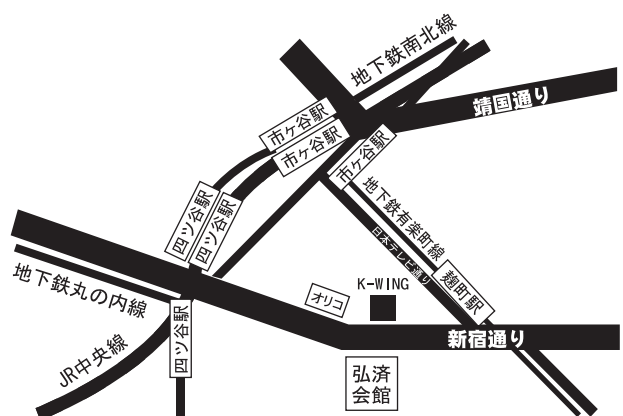 地下鉄南北線
靖国通り
市ヶ谷駅
市ヶ谷駅
市ヶ谷駅
四ツ谷駅
四ツ谷駅
地下鉄有楽町線
日本テレビ通り
麹町駅
地下鉄丸の内線
K-WING
オリコ
新宿通り
四ツ谷駅
JR中央線
弘済
会館